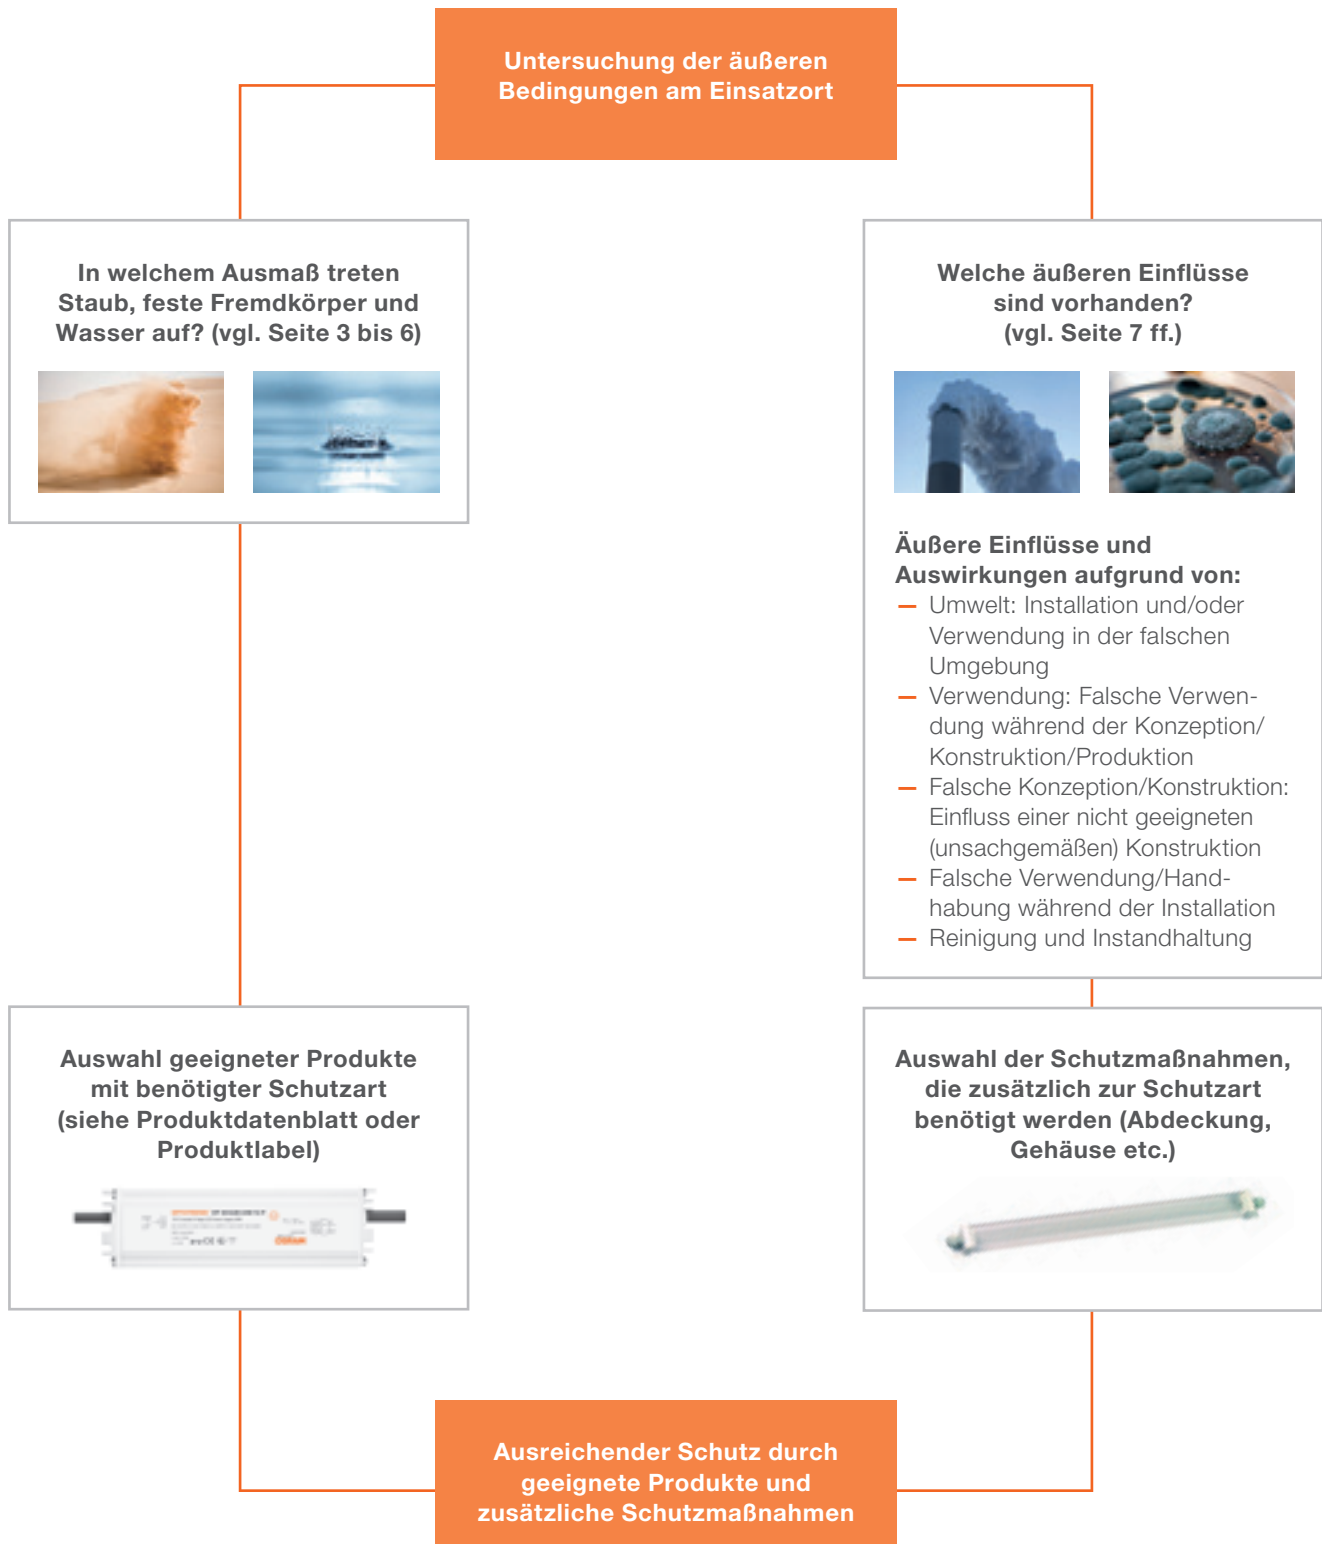 Untersuchung der äußeren
Bedingungen am Einsatzort
In welchem Ausmaß treten
Staub, feste Fremdkörper und
Wasser auf? (vgl. Seite 3 bis 6)
Welche äußeren Einflüsse
sind vorhanden?
(vgl. Seite 7 ff.)
Äußere Einflüsse und
Auswirkungen aufgrund von:
— Umwelt: Installation und/oder
Verwendung in der falschen
Umgebung
— Verwendung: Falsche Verwen-
dung während der Konzeption/
Konstruktion/Produktion
— Falsche Konzeption/Konstruktion:
Einfluss einer nicht geeigneten
(unsachgemäßen) Konstruktion
— Falsche Verwendung/Hand-
habung während der Installation
— Reinigung und Instandhaltung
Auswahl geeigneter Produkte
mit benötigter Schutzart
(siehe Produktdatenblatt oder
Produktlabel)
OSRAM
Auswahl der Schutzmaßnahmen,
die zusätzlich zur Schutzart
benötigt werden (Abdeckung,
Gehäuse etc.)
Ausreichender Schutz durch
geeignete Produkte und
zusätzliche Schutzmaßnahmen